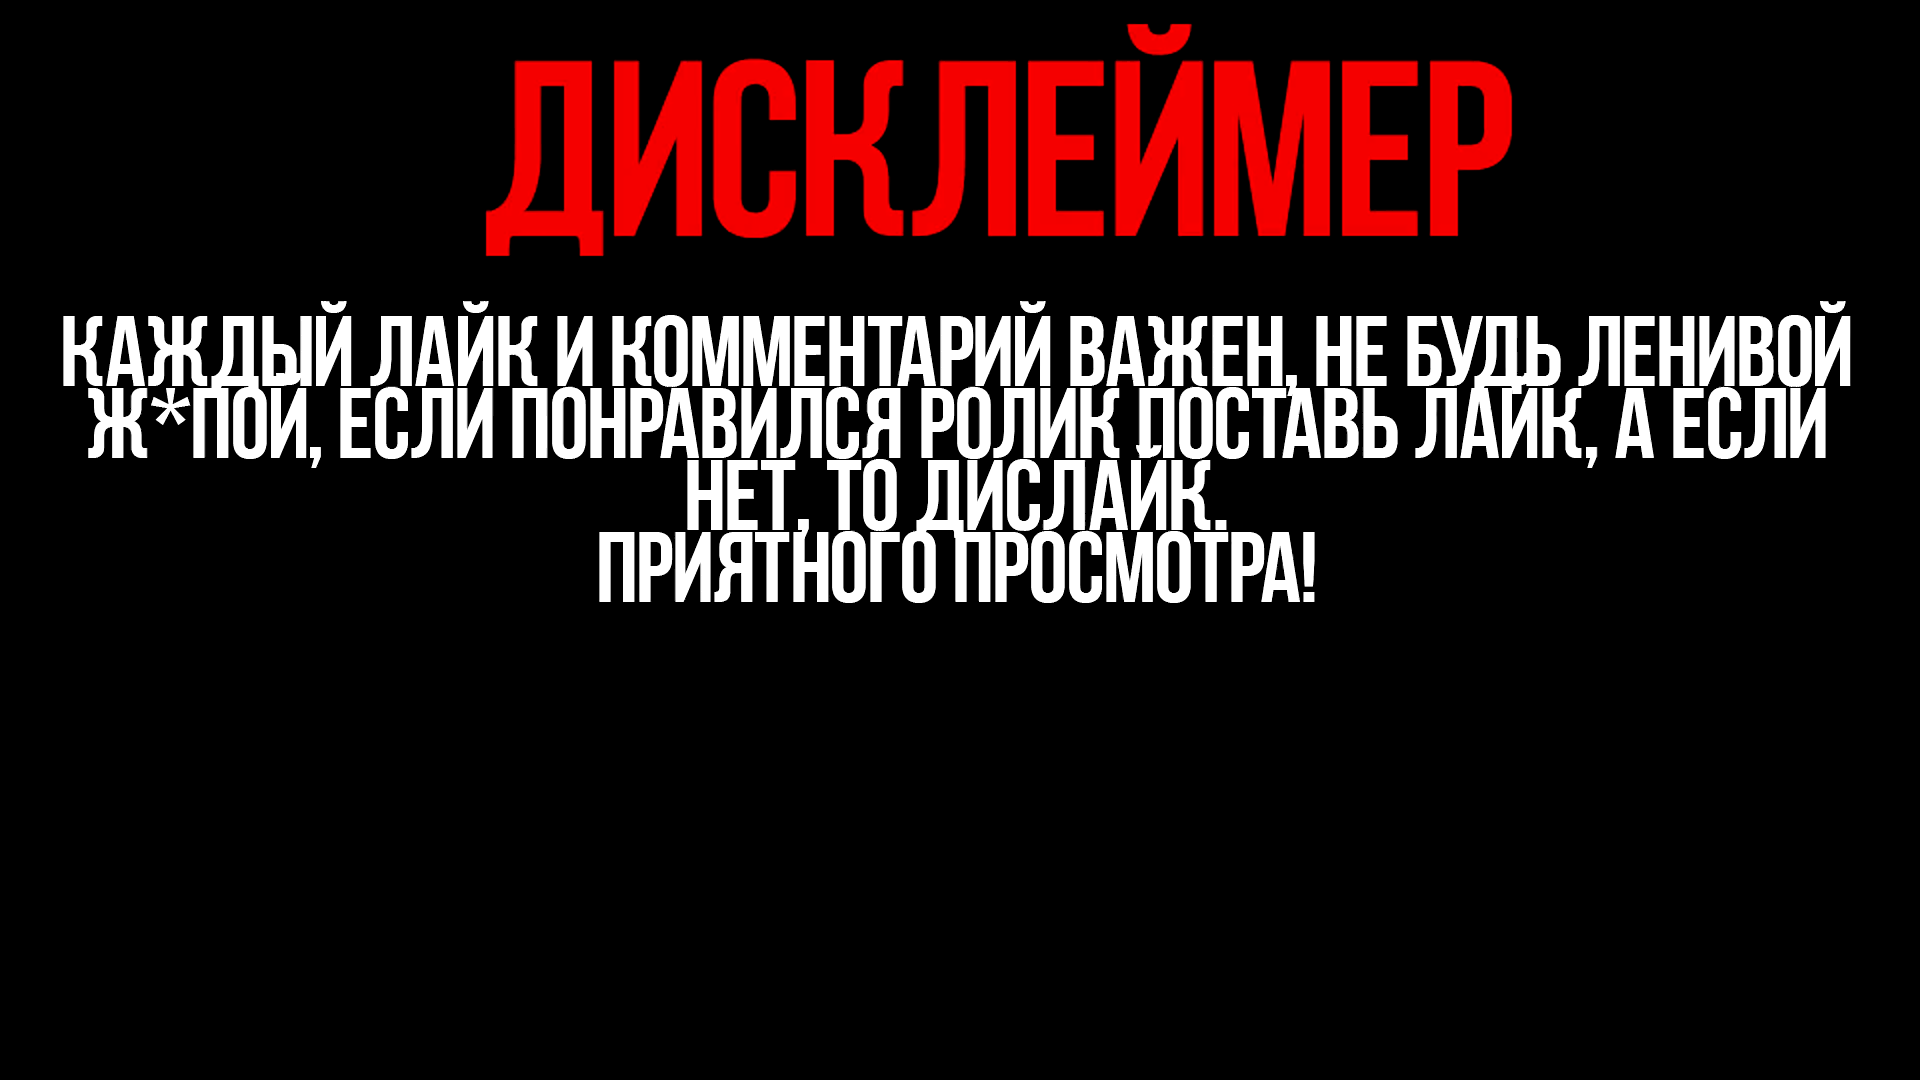 ДИСКЛЕЙМЕР
КАЖДЫЙ ЛАЙК И КОММЕНТАРИЙ ВАЖЕН, НЕ БУДЬ ЛЕНИВОЙ
Ж*ПОЙ, ЕСЛИ ПОНРАВИЛСЯ РОЛИК ПОСТАВЬ ЛАЙК, А ЕСЛИ
НЕТ, ТО ДИСЛАЙК.
ПРИЯТНОГО ПРОСМОТРА!